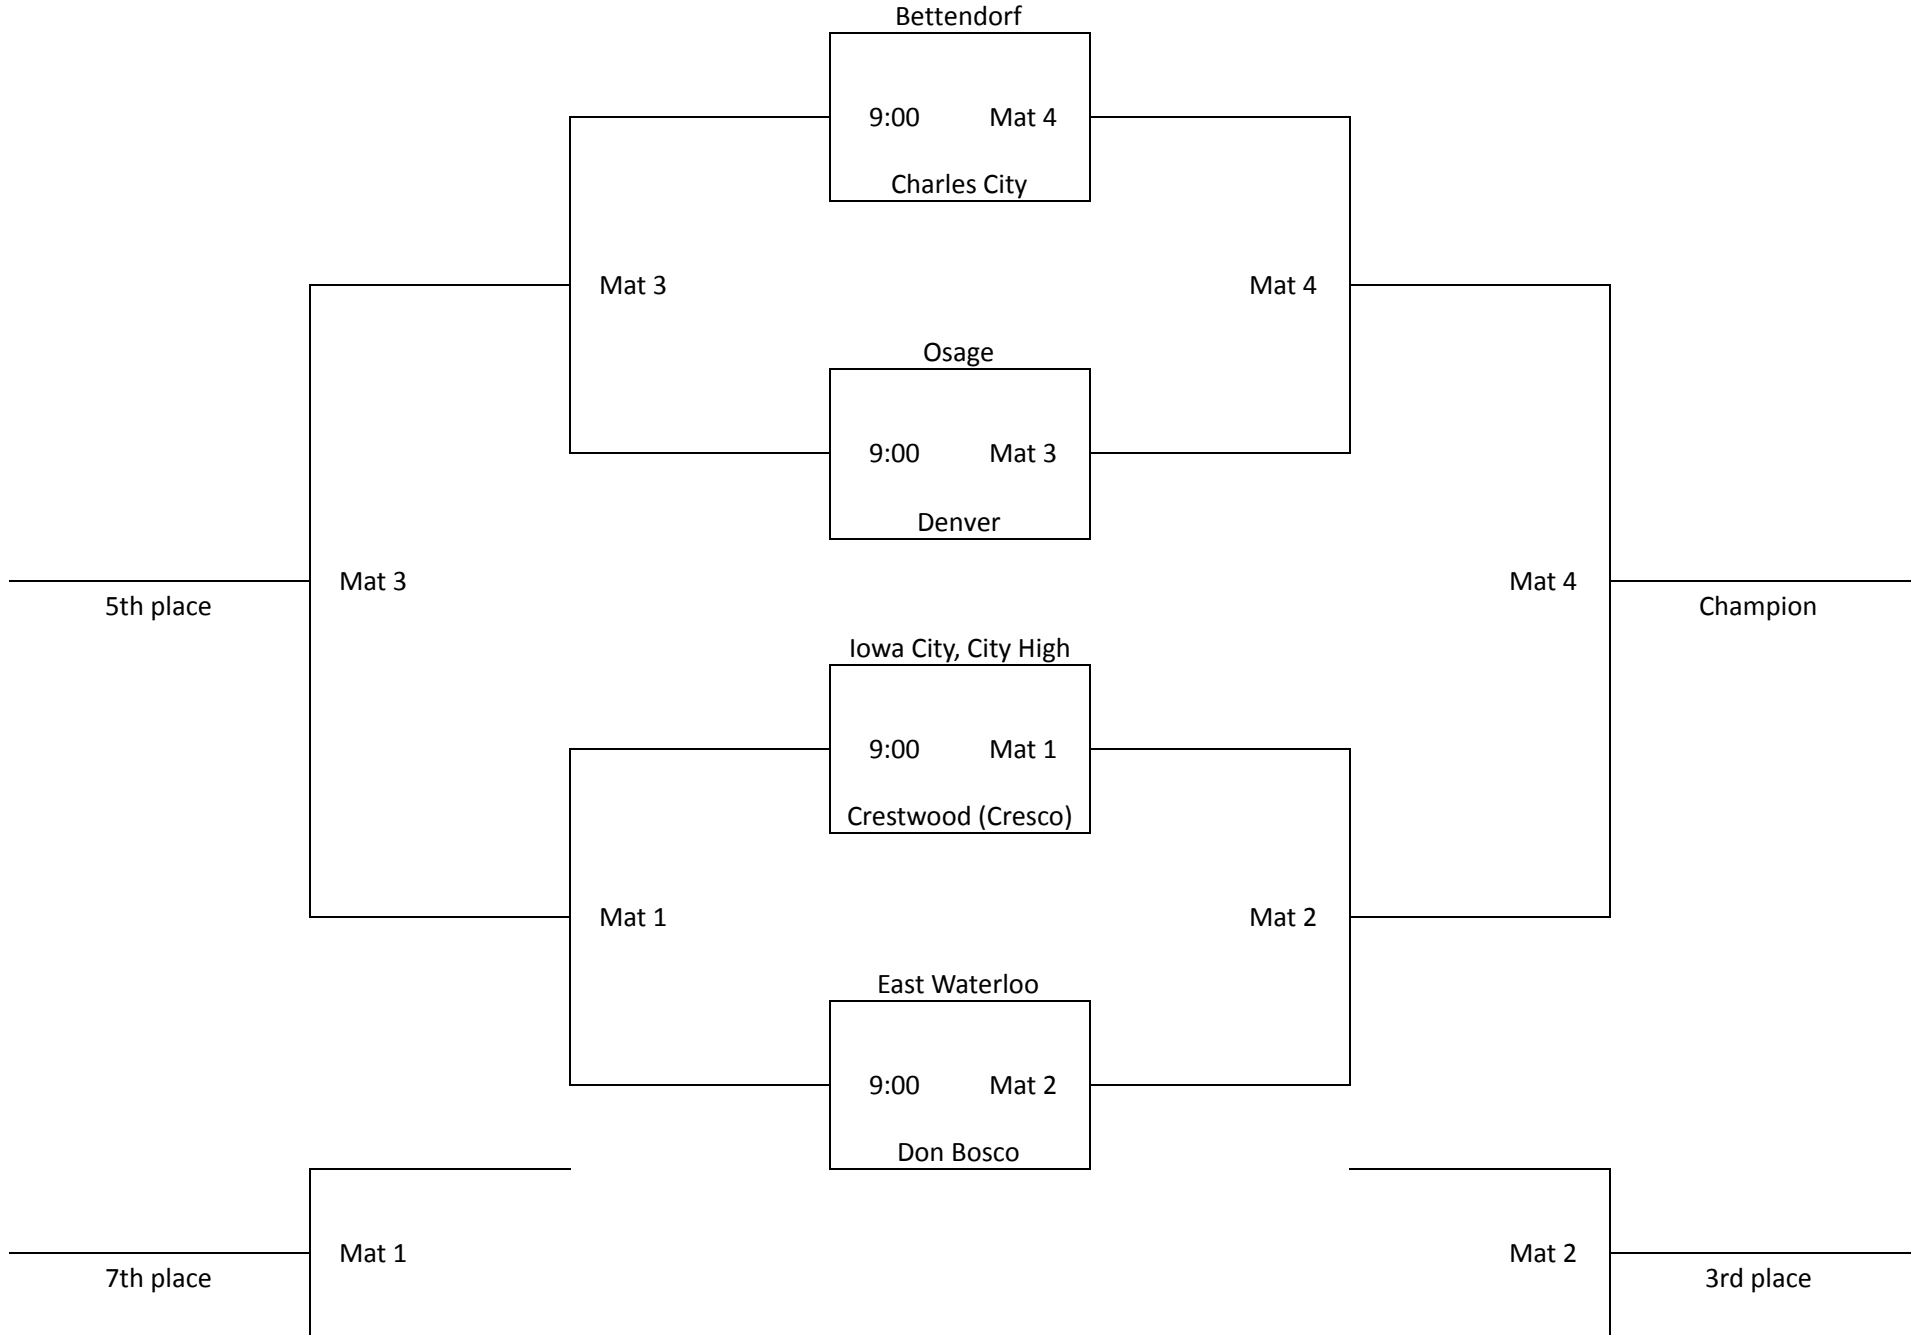 Bettendorf
9:00 Mat 4
Charles City
Mat 3 Mat 4
Osage
9:00 Mat 3
Denver
Mat 3 Mat 4
5th place Champion
Iowa City, City High
9:00 Mat 1
Crestwood (Cresco)
Mat 1 Mat 2
East Waterloo
9:00 Mat 2
Don Bosco
Mat 1 Mat 2
7th place 3rd place